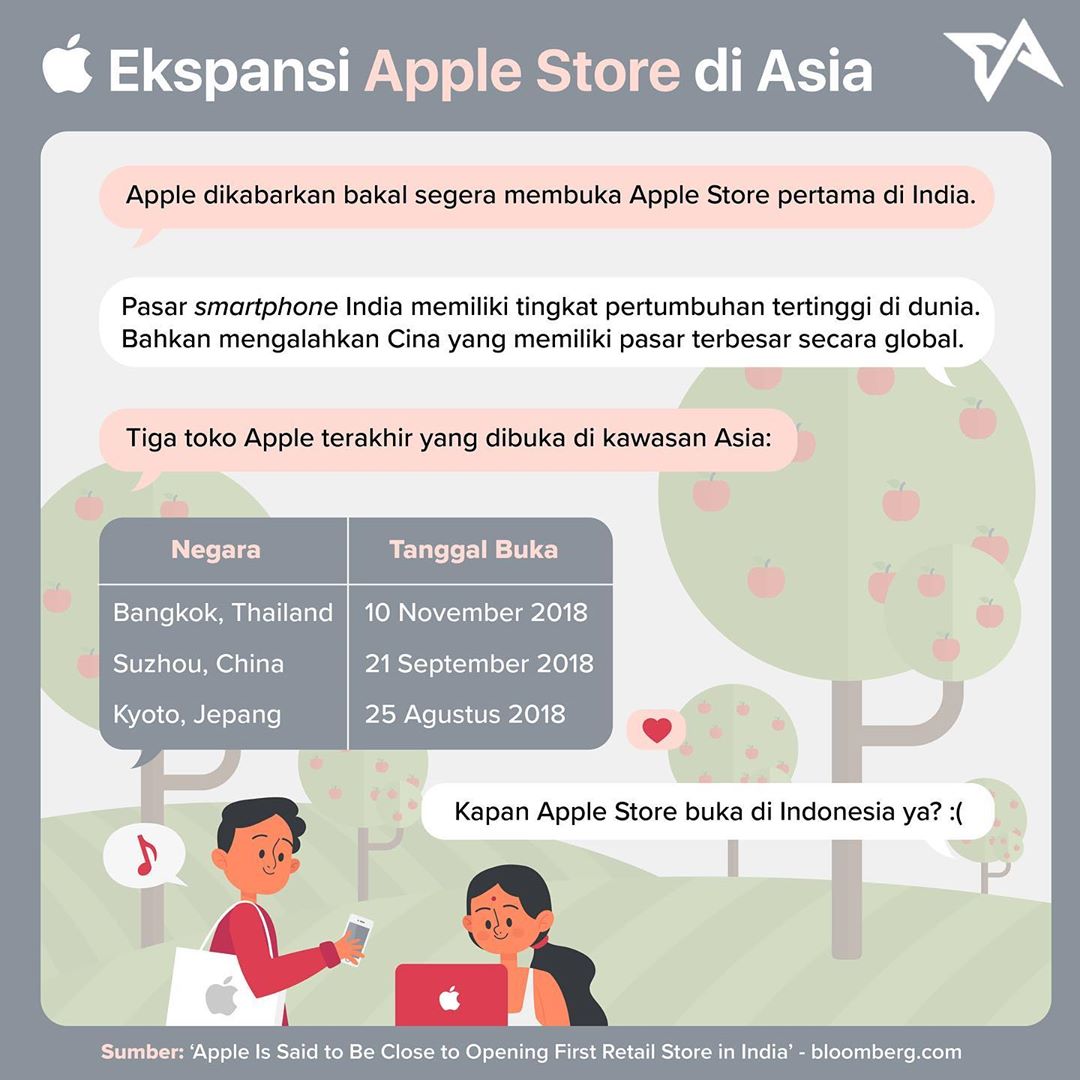 Ekspansi Apple Store di Asia
Apple dikabarkan bakal segera membuka Apple Store pertama di India.
Pasar smartphone India memiliki tingkat pertumbuhan tertinggi di dunia.
Bahkan mengalahkan Cina yang memiliki pasar terbesar secara global.
Tiga toko Apple terakhir yang dibuka di kawasan Asia:
Negara Tanggal Buka
Bangkok, Thailand 10 November 2018
Suzhou, China 21 September 2018
Kyoto, Jepang 25 Agustus 2018
Kapan Apple Store buka di Indonesia ya? :(
Sumber: ‘Apple Is Said to Be Close to Opening First Retail Store in India’ - bloomberg.com